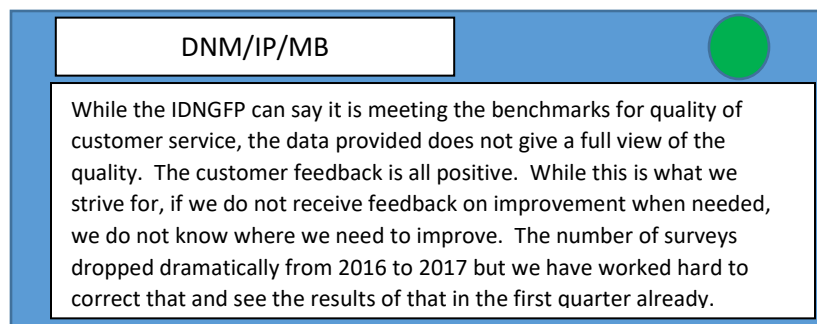 DNM/IP/MB
While the IDNGFP can say it is meeting the benchmarks for quality of
customer service, the data provided does not give a full view of the
quality.  The customer feedback is all positive.  While this is what we
strive for, if we do not receive feedback on improvement when needed,
we do not know where we need to improve.  The number of surveys
dropped dramatically from 2016 to 2017 but we have worked hard to
correct that and see the results of that in the first quarter already.